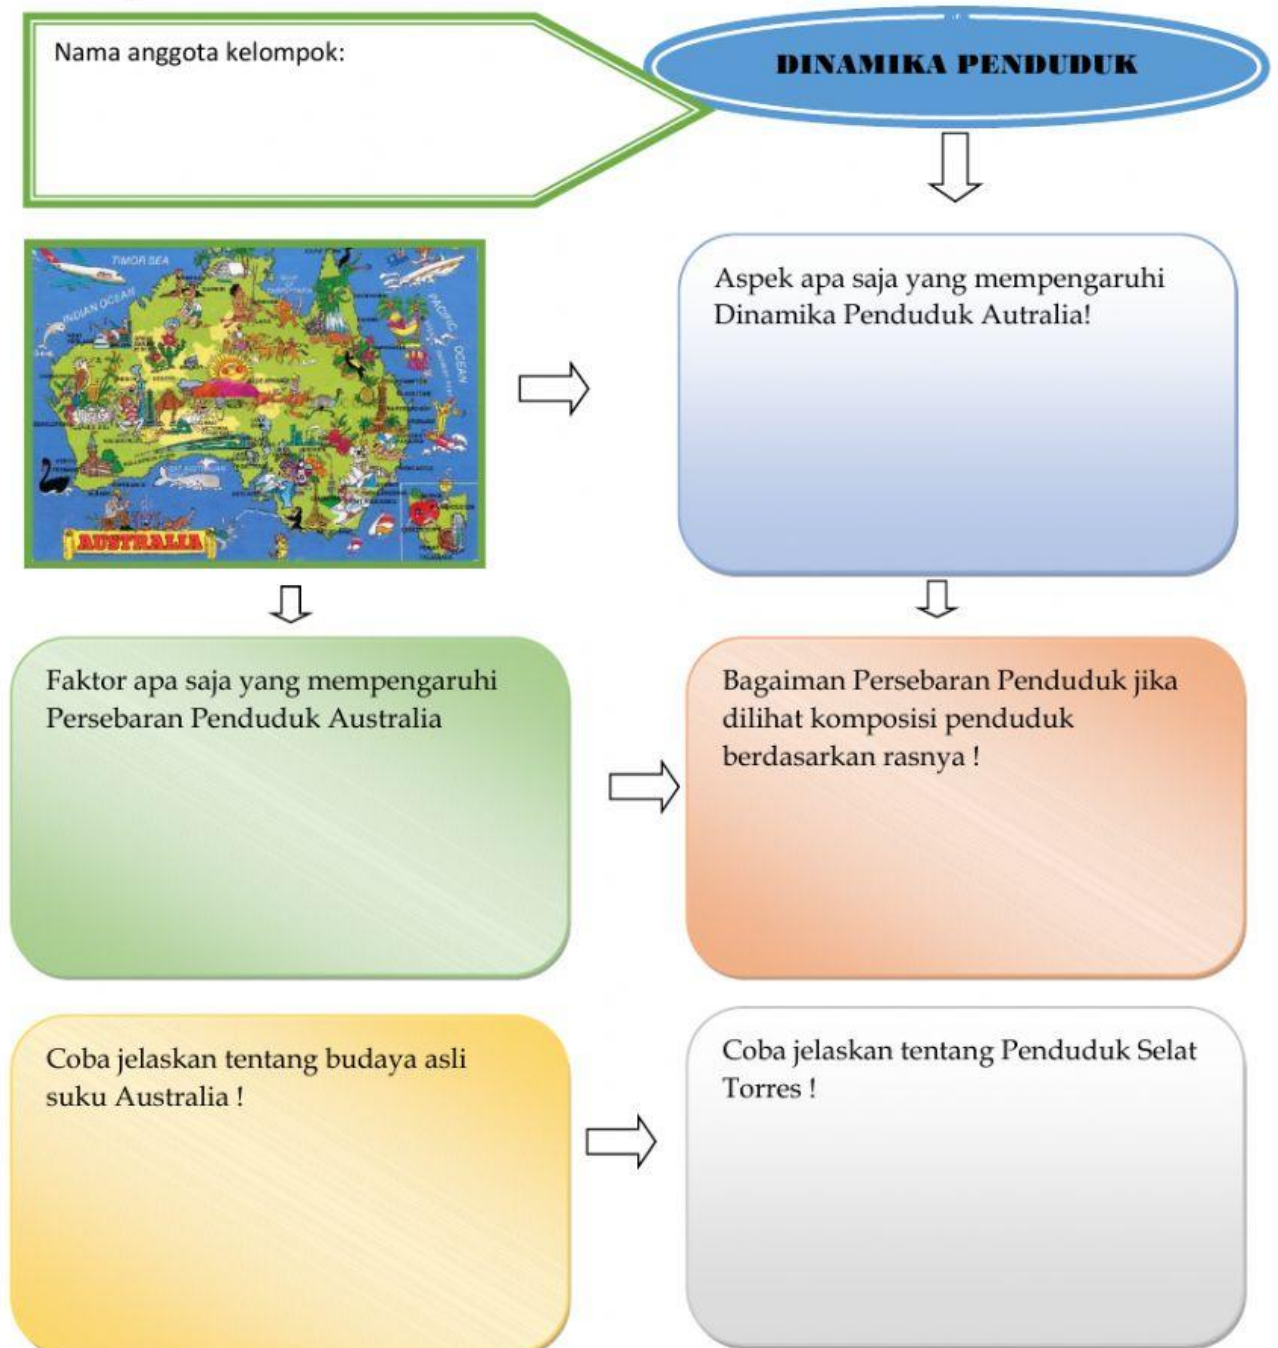 Nama anggota kelompok:
DINAMIKA PENDUDUK
TIMOR SEA
INDIAN OCEAN
PACIFIC OCEAN
AUSTRALIA
Aspek apa saja yang mempengaruhi
Dinamika Penduduk Autralia!
Faktor apa saja yang mempengaruhi
Persebaran Penduduk Australia
Bagaiman Persebaran Penduduk jika
dilihat komposisi penduduk
berdasarkan rasnya !
Coba jelaskan tentang budaya asli
suku Australia !
Coba jelaskan tentang Penduduk Selat
Torres !